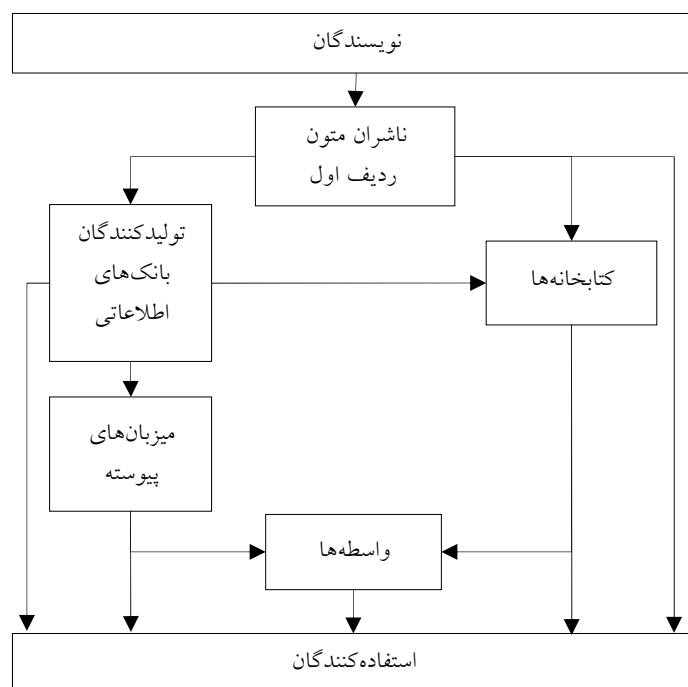 نویسندگان
ناشران متون
ردیف اول
تولیدکنندگان
بانک‌های
اطلاعاتی
کتابخانه‌ها
میزبان‌های
پیوسته
واسطه‌ها
استفاده‌کنندگان